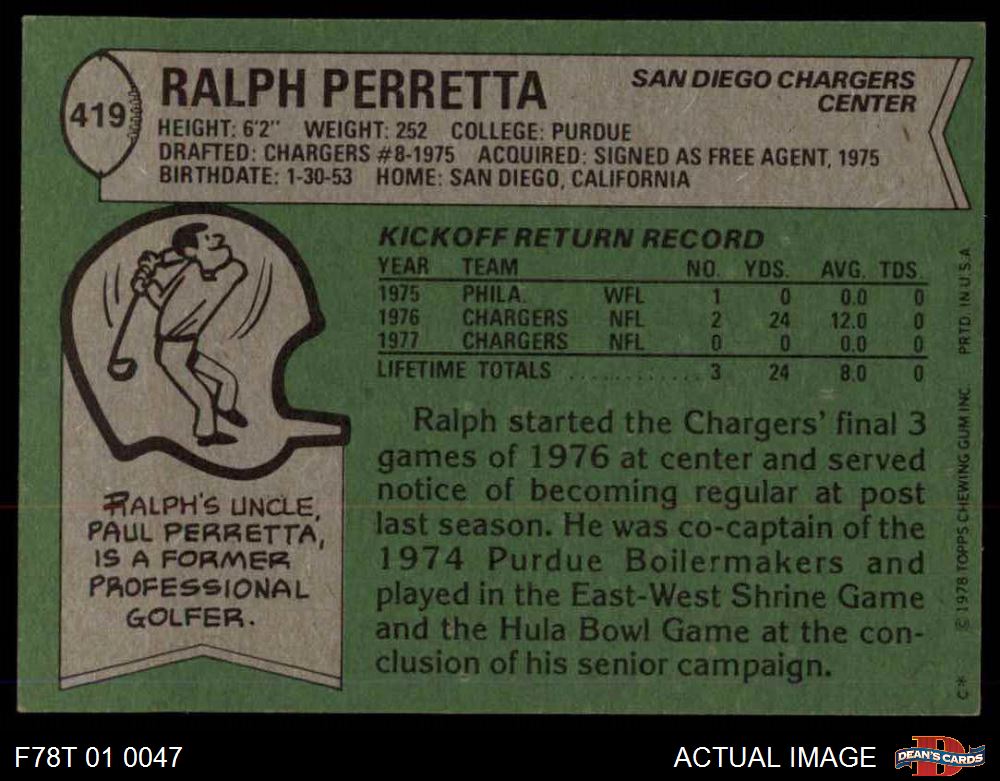 419
RALPH PERRETTA
SAN DIEGO CHARGERS
CENTER
HEIGHT: 6'2" WEIGHT: 252 COLLEGE: PURDUE
DRAFTED: CHARGERS #8-1975 ACQUIRED: SIGNED AS FREE AGENT, 1975
BIRTHDATE: 1-30-53 HOME: SAN DIEGO, CALIFORNIA
KICKOFF RETURN RECORD
YEAR TEAM NO. YDS. AVG. TDS.
1975 PHILA. WFL 1 0 0.0 0
1976 CHARGERS NFL 2 24 12.0 0
1977 CHARGERS NFL 0 0 0.0 0
LIFETIME TOTALS ............ 3 24 8.0 0
Ralph started the Chargers' final 3
games of 1976 at center and served
notice of becoming regular at post
last season. He was co-captain of the
1974 Purdue Boilermakers and
played in the East-West Shrine Game
and the Hula Bowl Game at the con-
clusion of his senior campaign.
RALPH'S UNCLE,
PAUL PERRETTA,
IS A FORMER
PROFESSIONAL
GOLFER.
C* © 1978 TOPPS CHEWING GUM INC. PRTD. IN U.S.A.
F78T 01 0047
ACTUAL IMAGE
D
DEAN'S CARDS